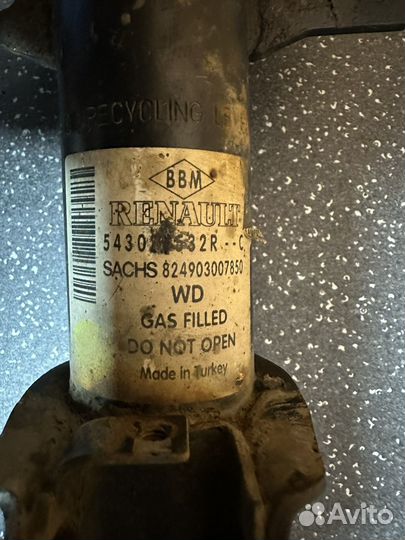 RECYCLING
BBM
RENAULT
SACHS 824903007850
WD
GAS FILLED
DO NOT OPEN
Made in Turkey
Avito